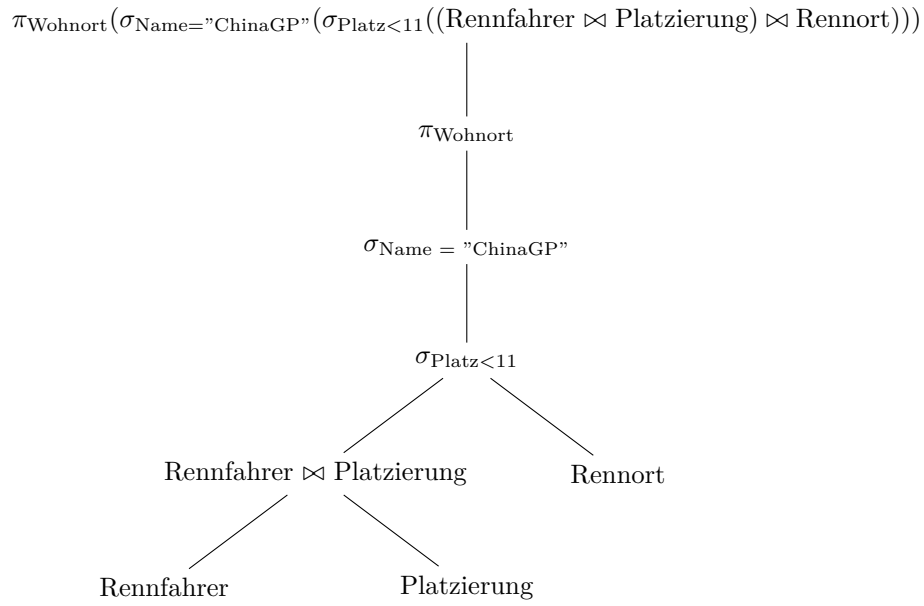 π_Wohnort(σ_Name="ChinaGP"(σ_Platz<11((Rennfahrer ⋈ Platzierung) ⋈ Rennort)))
π_Wohnort
σ_Name = "ChinaGP"
σ_Platz<11
Rennfahrer ⋈ Platzierung Rennort
Rennfahrer Platzierung